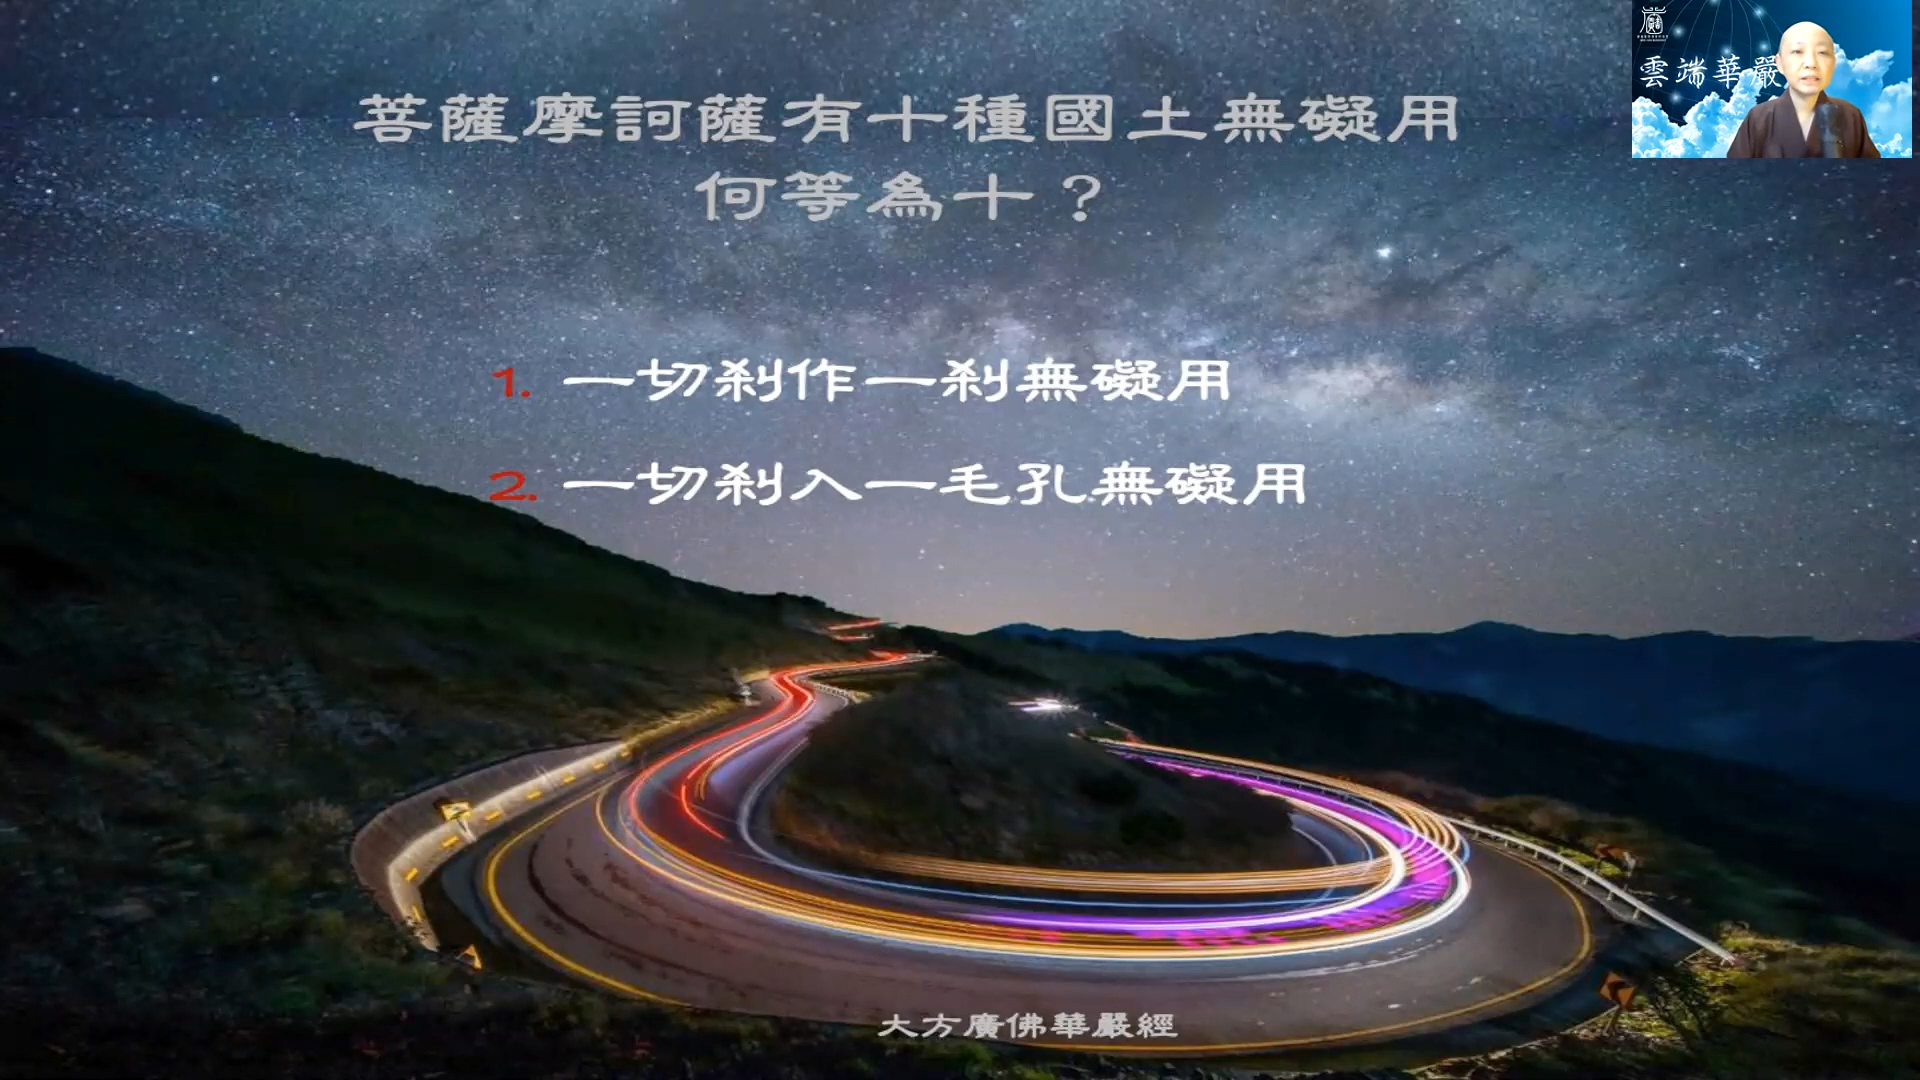 菩薩摩訶薩有十種國土無礙用
何等為十？
1. 一切剎作一剎無礙用
2. 一切剎入一毛孔無礙用
大方廣佛華嚴經
雲端華嚴